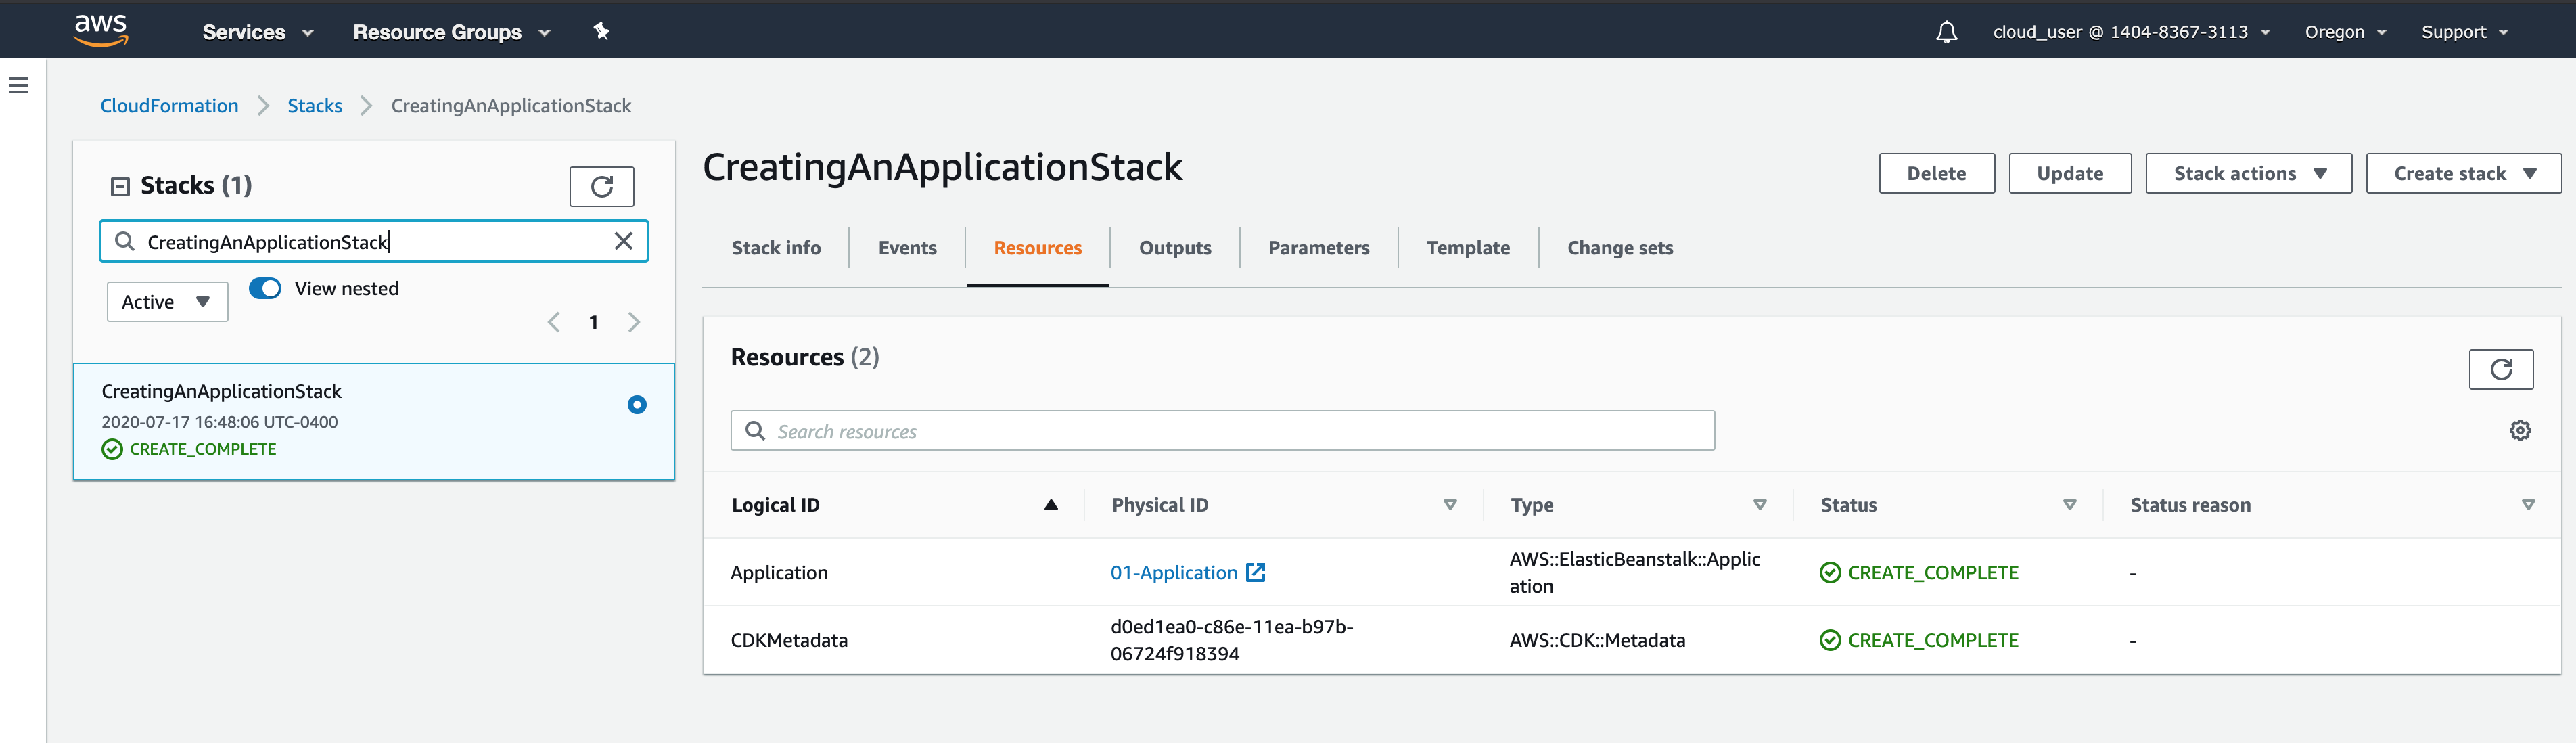 aws Services Resource Groups cloud_user @ 1404-8367-3113 Oregon Support
CloudFormation Stacks CreatingAnApplicationStack
Stacks (1)
CreatingAnApplicationStack
Active View nested
1
CreatingAnApplicationStack
2020-07-17 16:48:06 UTC-0400
CREATE_COMPLETE
CreatingAnApplicationStack
Delete Update Stack actions Create stack
Stack info Events Resources Outputs Parameters Template Change sets
Resources (2)
Search resources
Logical ID Physical ID Type Status Status reason
Application 01-Application AWS::ElasticBeanstalk::Applic
ation CREATE_COMPLETE -
CDKMetadata d0ed1ea0-c86e-11ea-b97b-
06724f918394 AWS::CDK::Metadata CREATE_COMPLETE -